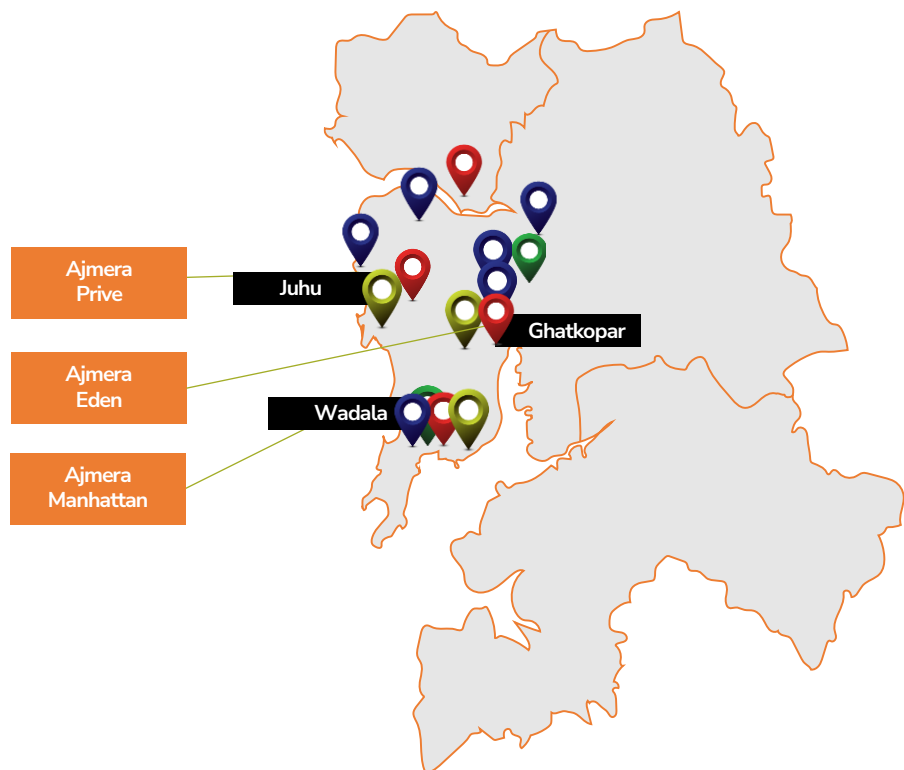 Ajmera
Prive
Juhu
Ghatkopar
Ajmera
Eden
Wadala
Ajmera
Manhattan